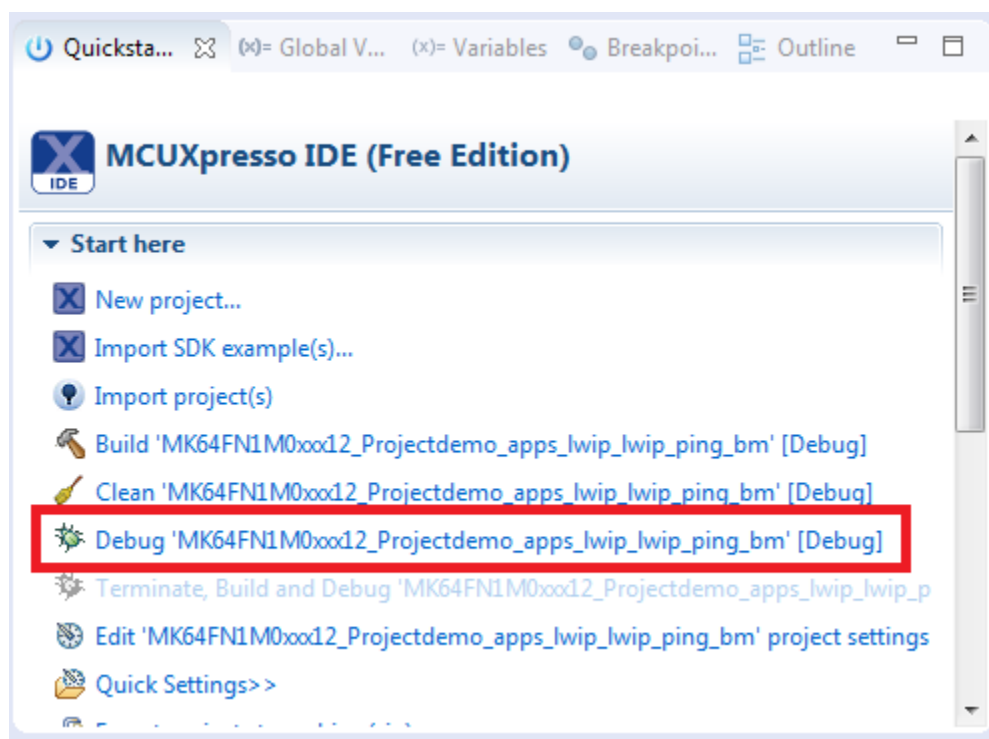 Quicksta... (x)= Global V... (x)= Variables Breakpoi... Outline
X
IDE
MCUXpresso IDE (Free Edition)
Start here
New project...
Import SDK example(s)...
Import project(s)
Build 'MK64FN1M0xxx12_Projectdemo_apps_lwip_lwip_ping_bm' [Debug]
Clean 'MK64FN1M0xxx12_Projectdemo_apps_lwip_lwip_ping_bm' [Debug]
Debug 'MK64FN1M0xxx12_Projectdemo_apps_lwip_lwip_ping_bm' [Debug]
Terminate, Build and Debug 'MK64FN1M0xxx12_Projectdemo_apps_lwip_lwip_p
Edit 'MK64FN1M0xxx12_Projectdemo_apps_lwip_lwip_ping_bm' project settings
Quick Settings>>